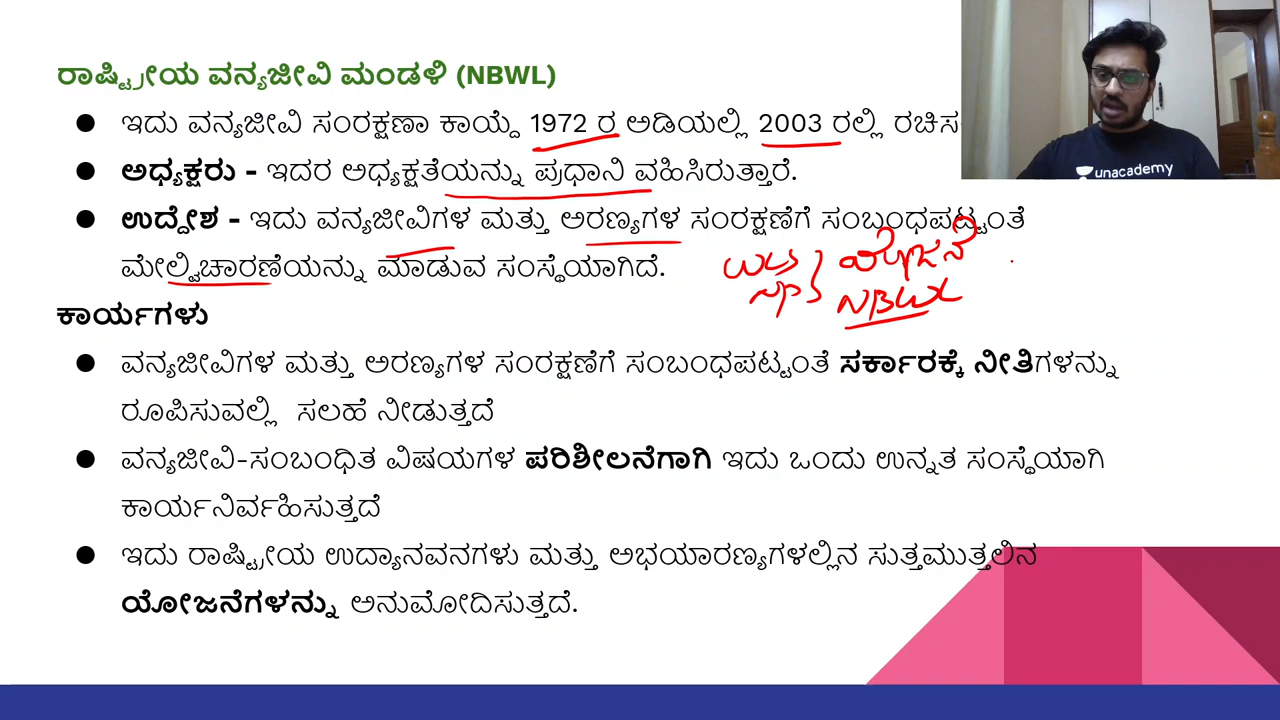 ರಾಷ್ಟ್ರೀಯ ವನ್ಯಜೀವಿ ಮಂಡಳಿ (NBWL)
● ಇದು ವನ್ಯಜೀವಿ ಸಂರಕ್ಷಣಾ ಕಾಯ್ದೆ 1972 ರ ಅಡಿಯಲ್ಲಿ 2003 ರಲ್ಲಿ ರಚಿಸ
unacademy
● ಅಧ್ಯಕ್ಷರು - ಇದರ ಅಧ್ಯಕ್ಷತೆಯನ್ನು ಪ್ರಧಾನಿ ವಹಿಸಿರುತ್ತಾರೆ.
● ಉದ್ದೇಶ - ಇದು ವನ್ಯಜೀವಿಗಳ ಮತ್ತು ಅರಣ್ಯಗಳ ಸಂರಕ್ಷಣೆಗೆ ಸಂಬಂಧಪಟ್ಟಂತೆ
ಮೇಲ್ವಿಚಾರಣೆಯನ್ನು ಮಾಡುವ ಸಂಸ್ಥೆಯಾಗಿದೆ.
WLS ಯೋಜನೆ
NBWL
ಕಾರ್ಯಗಳು
● ವನ್ಯಜೀವಿಗಳ ಮತ್ತು ಅರಣ್ಯಗಳ ಸಂರಕ್ಷಣೆಗೆ ಸಂಬಂಧಪಟ್ಟಂತೆ ಸರ್ಕಾರಕ್ಕೆ ನೀತಿಗಳನ್ನು
ರೂಪಿಸುವಲ್ಲಿ ಸಲಹೆ ನೀಡುತ್ತದೆ
● ವನ್ಯಜೀವಿ-ಸಂಬಂಧಿತ ವಿಷಯಗಳ ಪರಿಶೀಲನೆಗಾಗಿ ಇದು ಒಂದು ಉನ್ನತ ಸಂಸ್ಥೆಯಾಗಿ
ಕಾರ್ಯನಿರ್ವಹಿಸುತ್ತದೆ
● ಇದು ರಾಷ್ಟ್ರೀಯ ಉದ್ಯಾನವನಗಳು ಮತ್ತು ಅಭಯಾರಣ್ಯಗಳಲ್ಲಿನ ಸುತ್ತಮುತ್ತಲಿನ
ಯೋಜನೆಗಳನ್ನು ಅನುಮೋದಿಸುತ್ತದೆ.